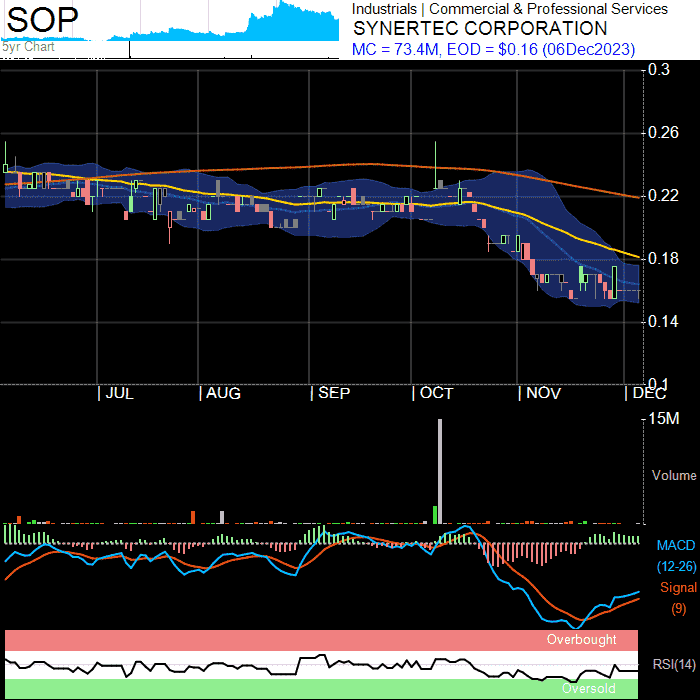 SOP
5yr Chart
Industrials | Commercial & Professional Services
SYNERTEC CORPORATION
MC = 73.4M, EOD = $0.16 (06Dec2023)
0.3
0.26
0.22
0.18
0.14
0.1
| JUL | AUG | SEP | OCT | NOV | DEC
15M
Volume
MACD
(12-26)
Signal
(9)
Overbought
RSI(14)
Oversold